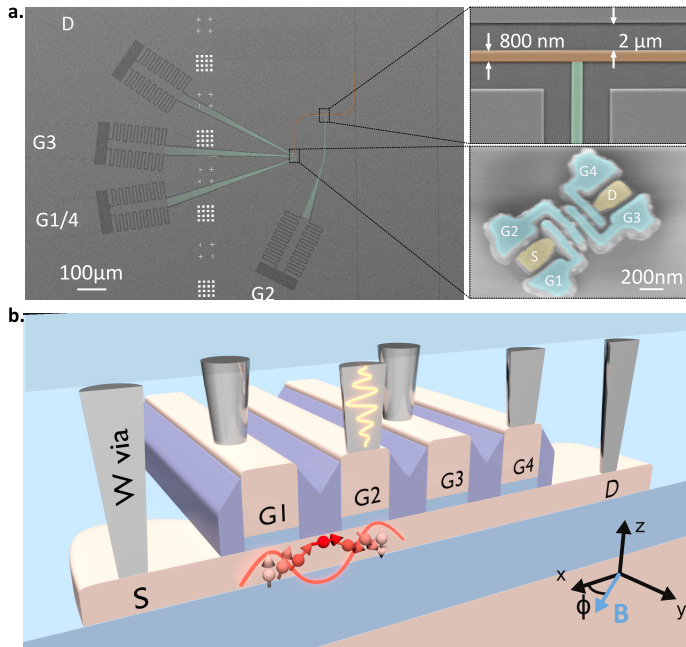 a.
D
G3
G1/4
G2
100μm
800 nm
2 μm
G4
D
G2
G3
S
G1
200nm
b.
W via
G1
G2
G3
G4
S
D
z
x
y
ϕ
B